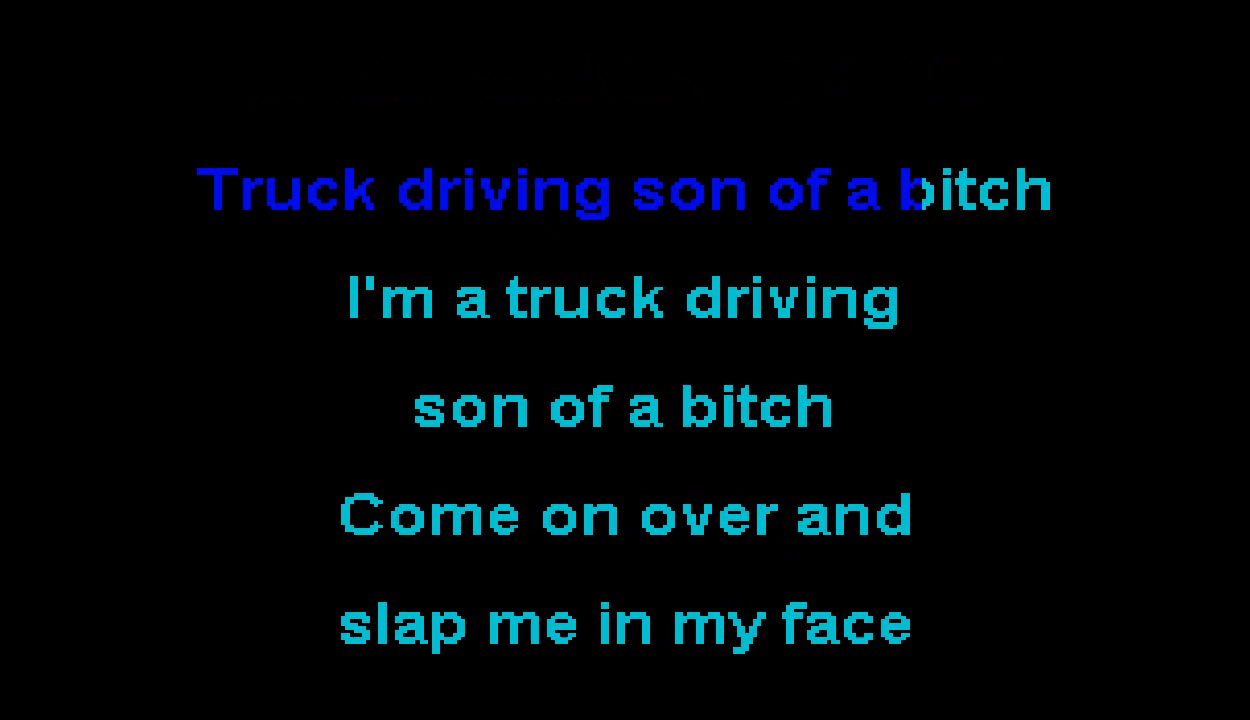 Truck driving son of a bitch
I'm a truck driving
son of a bitch
Come on over and
slap me in my face